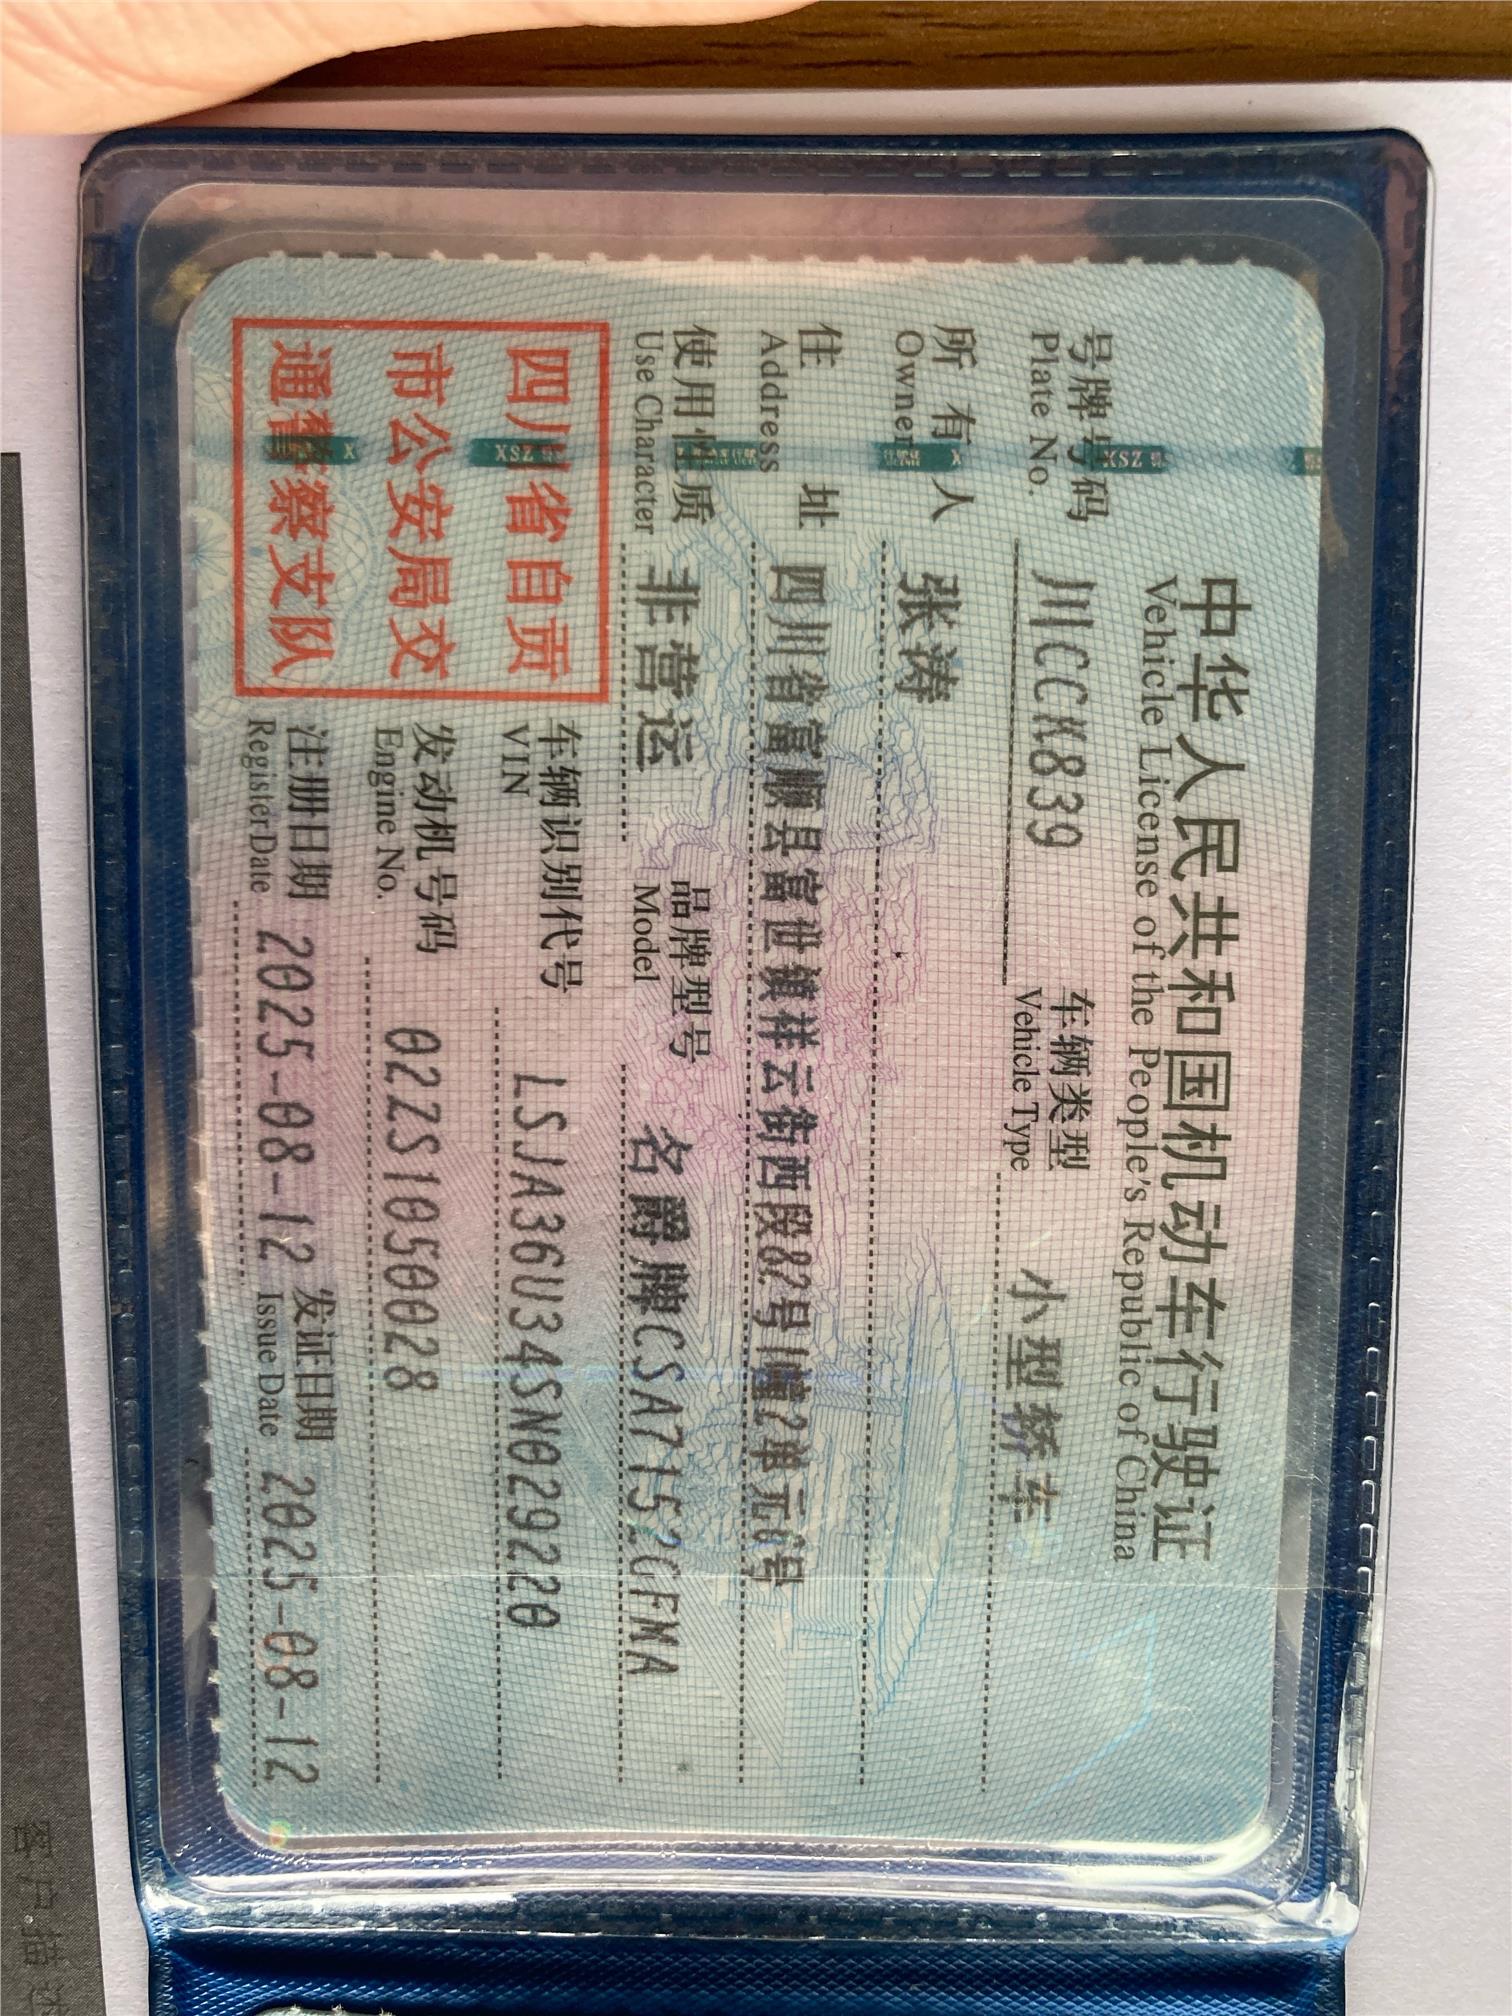 中华人民共和国机动车行驶证
Vehicle License of the People's Republic of China
号牌号码 川CCM839 车辆类型 小型轿车
Plate No. Vehicle Type
所有人 张涛
Owner
住址 四川省富顺县富世镇祥云街西段82号1幢2单元6号
Address
使用性质 非营运 品牌型号 名爵牌CSA7152GFMA
Use Character Model
四川省自贡
市公安局交
通警察支队
车辆识别代号 LSJA36U34SN029220
VIN
发动机号码 02ZS1050028
Engine No.
注册日期 2025-08-12 发证日期 2025-08-12
Register Date Issue Date
客户描